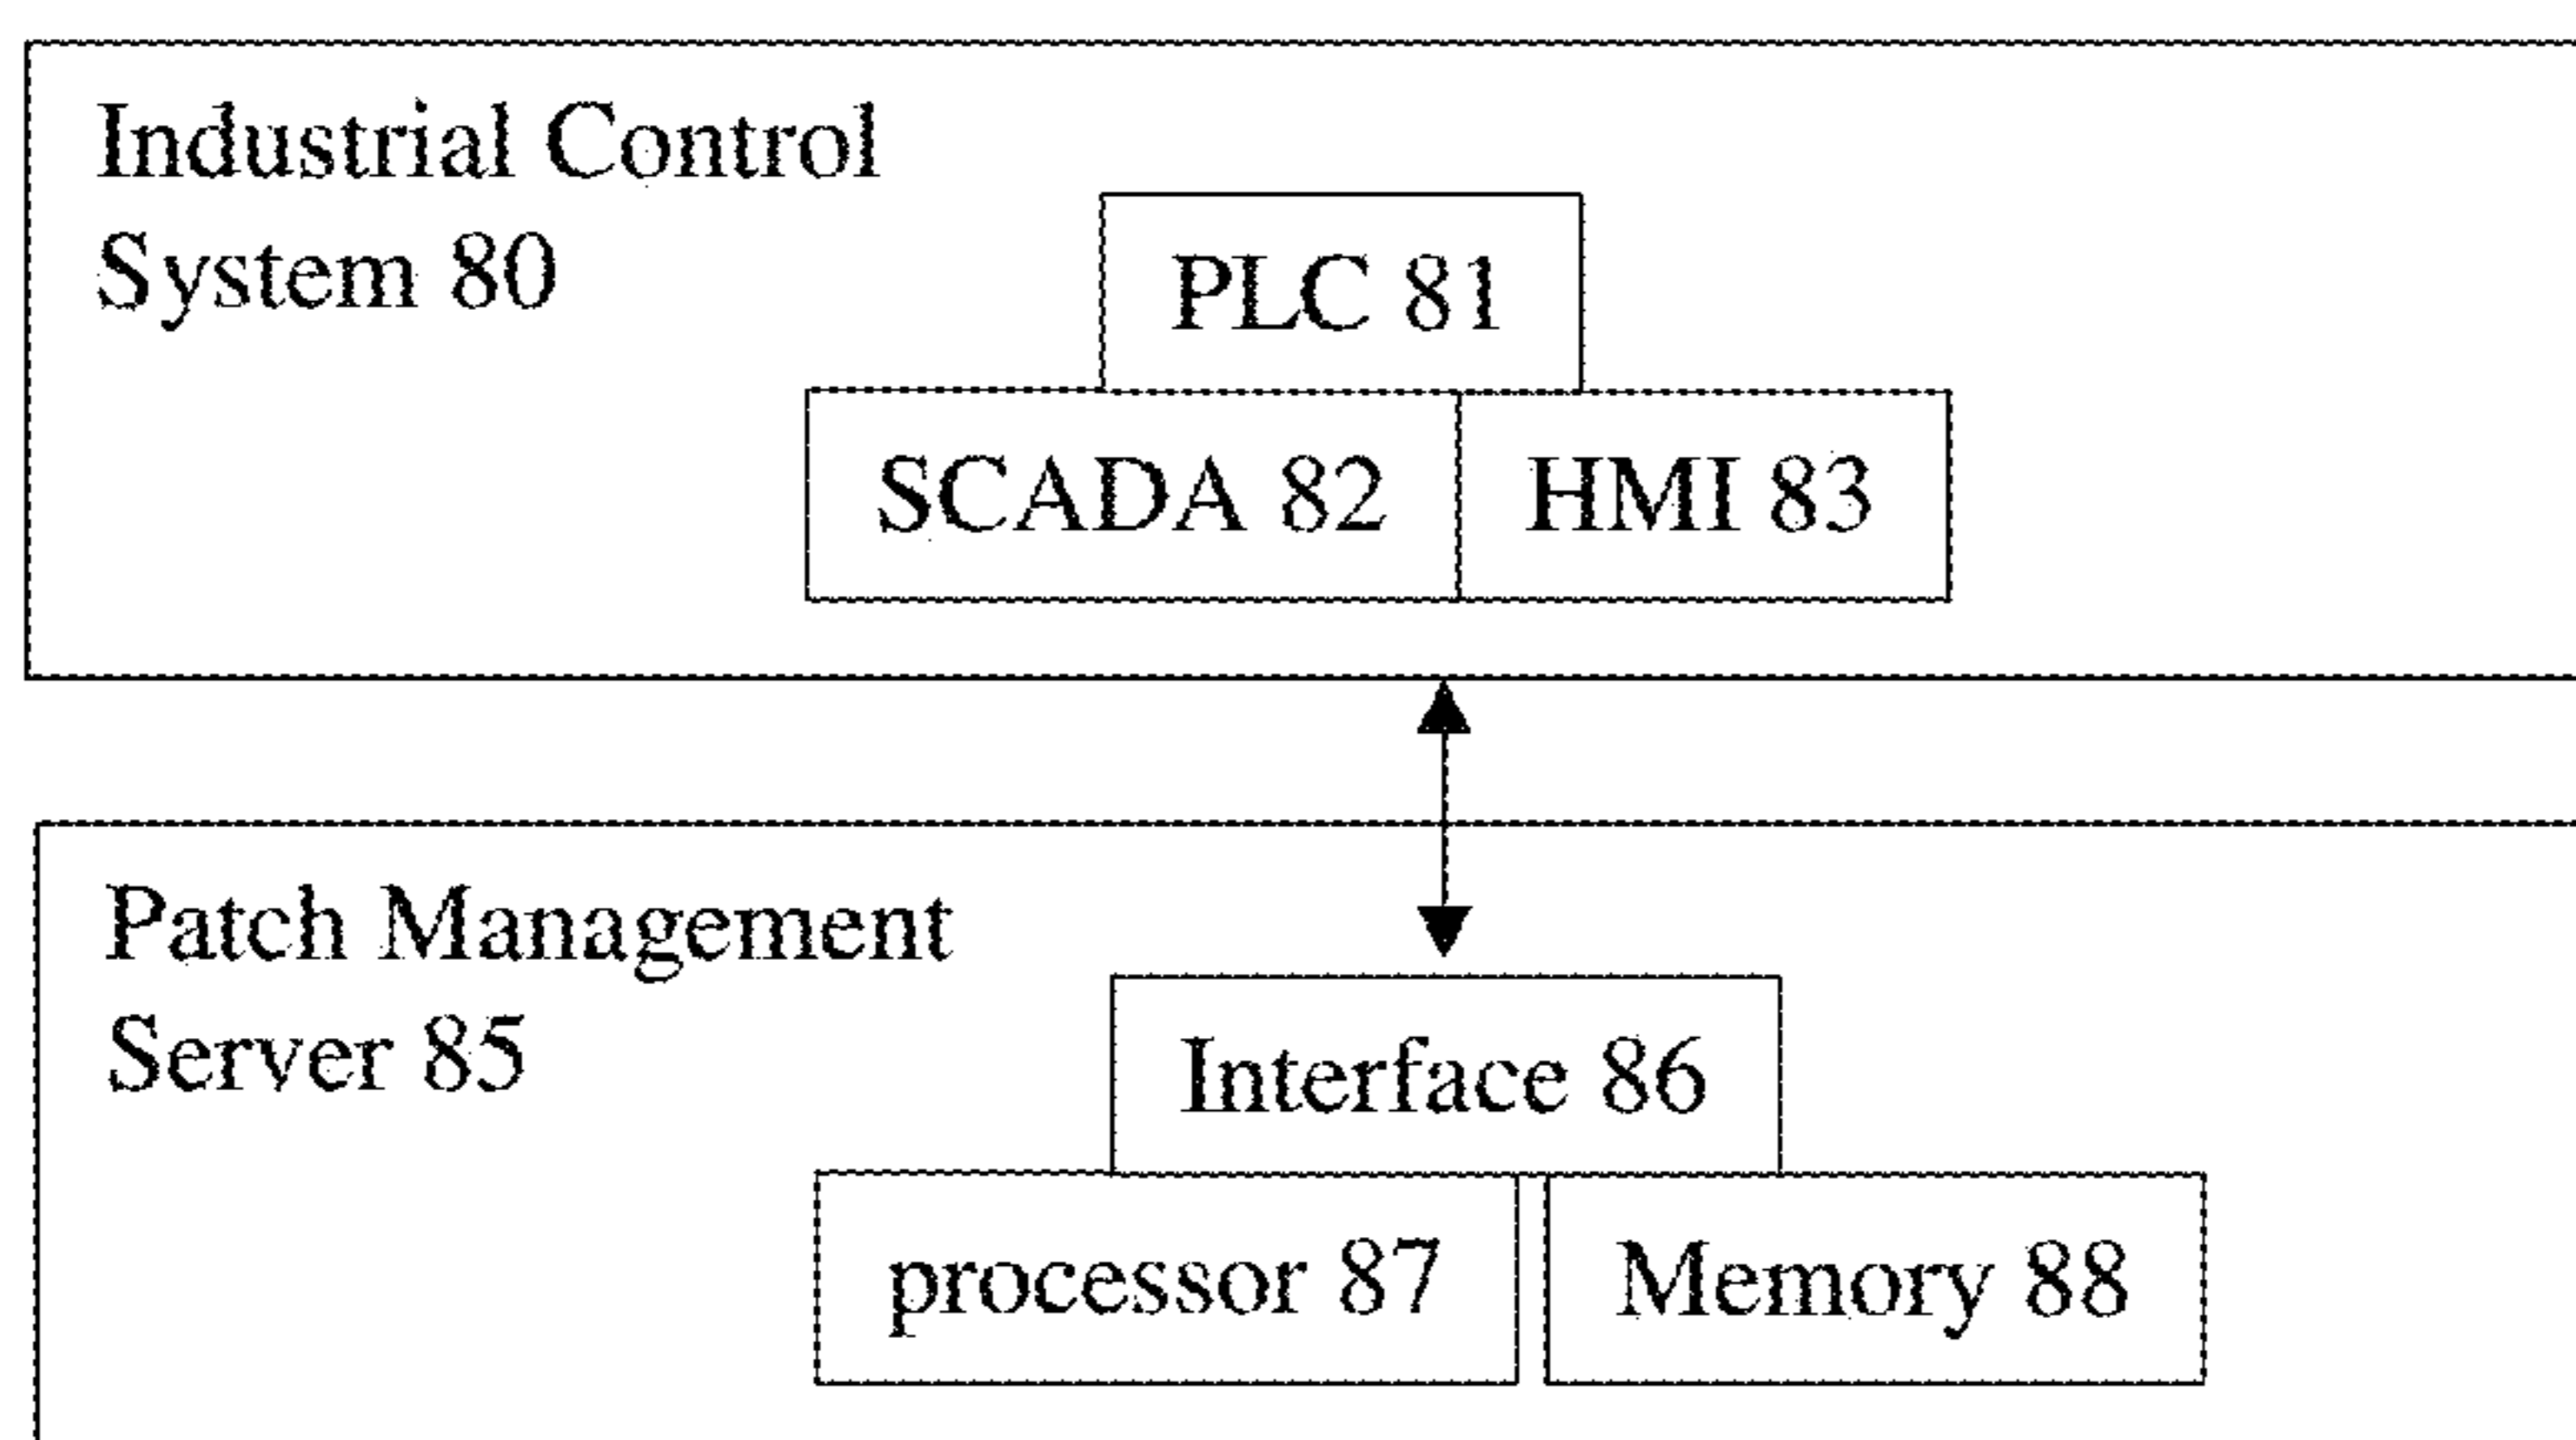 Industrial Control
System 80
PLC 81
SCADA 82
HMI 83
Patch Management
Server 85
Interface 86
processor 87
Memory 88